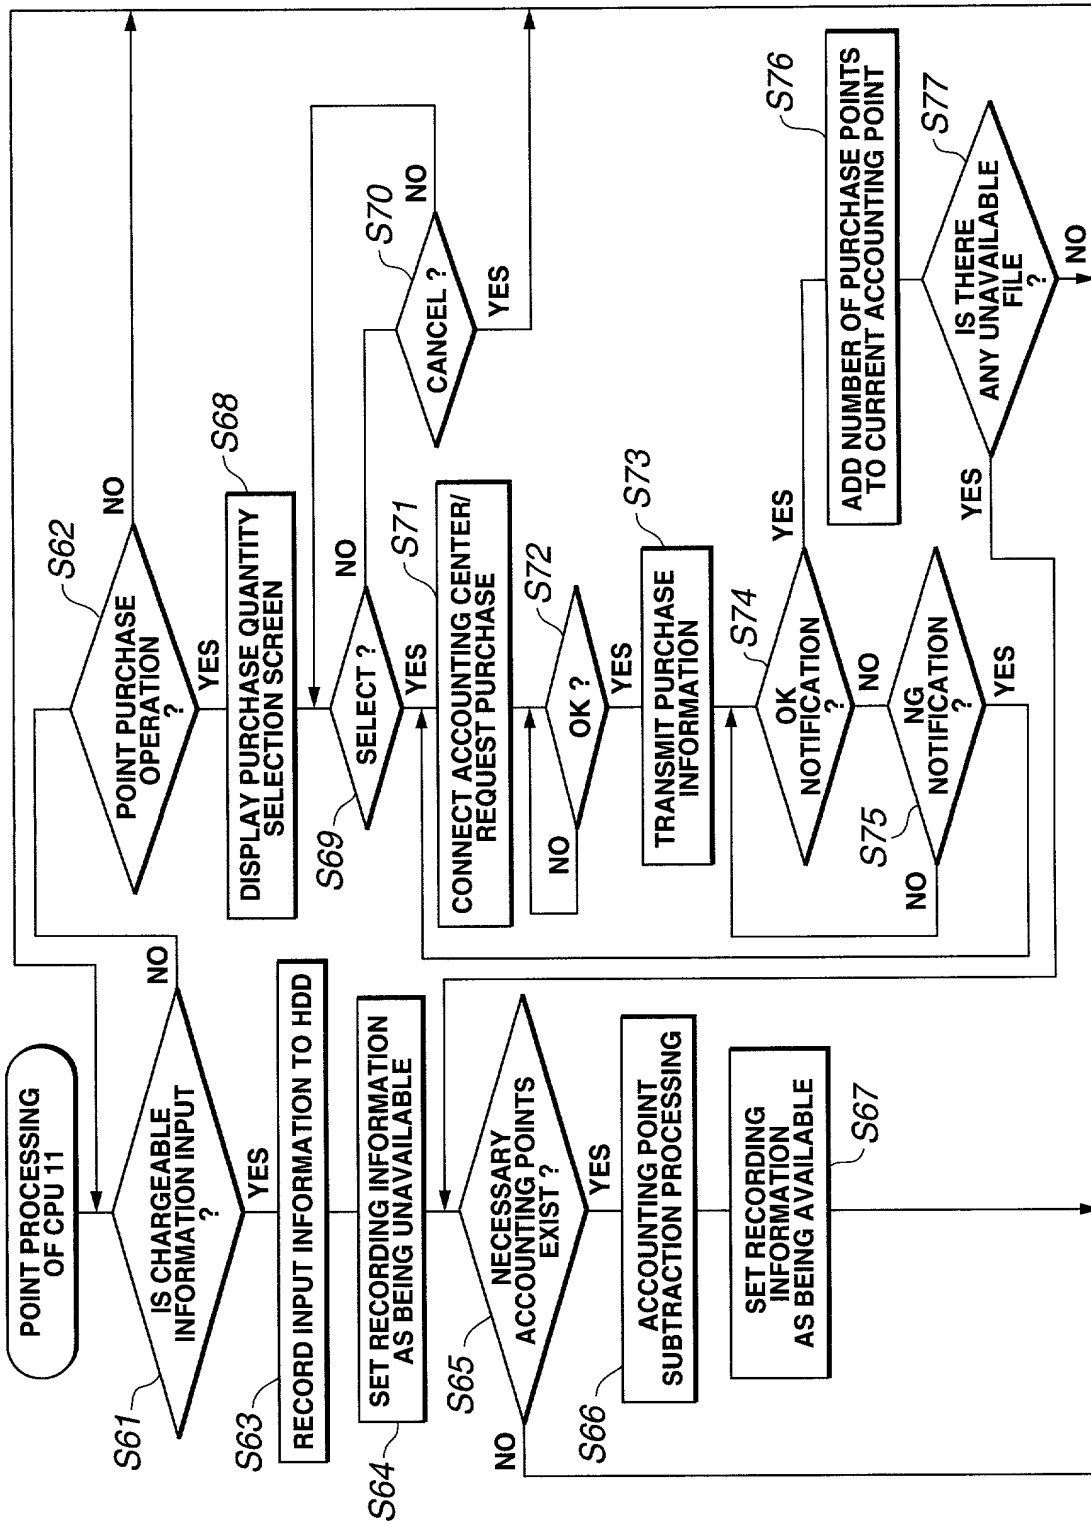 POINT PROCESSING
OF CPU 11
S61
IS CHARGEABLE
INFORMATION INPUT
?
NO
YES
S63
RECORD INPUT INFORMATION TO HDD
S64
SET RECORDING INFORMATION
AS BEING UNAVAILABLE
S65
NECESSARY
ACCOUNTING POINTS
EXIST ?
NO
YES
S66
ACCOUNTING POINT
SUBTRACTION PROCESSING
S67
SET RECORDING
INFORMATION
AS BEING AVAILABLE
S62
POINT PURCHASE
OPERATION
?
NO
YES
S68
DISPLAY PURCHASE QUANTITY
SELECTION SCREEN
S69
SELECT ?
NO
YES
S70
CANCEL ?
NO
YES
S71
CONNECT ACCOUNTING CENTER/
REQUEST PURCHASE
S72
OK ?
NO
YES
S73
TRANSMIT PURCHASE
INFORMATION
S74
OK
NOTIFICATION
?
YES
NO
S75
NG
NOTIFICATION
?
NO
YES
S76
ADD NUMBER OF PURCHASE POINTS
TO CURRENT ACCOUNTING POINT
S77
IS THERE
ANY UNAVAILABLE
FILE
?
YES
NO